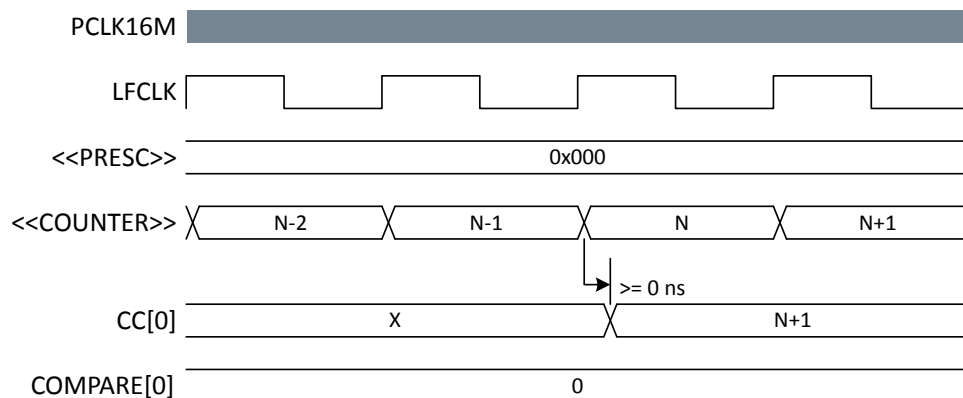 PCLK16M
LFCLK
<<PRESC>> 0x000
<<COUNTER>> N-2 N-1 N N+1
>= 0 ns
CC[0] X N+1
COMPARE[0] 0